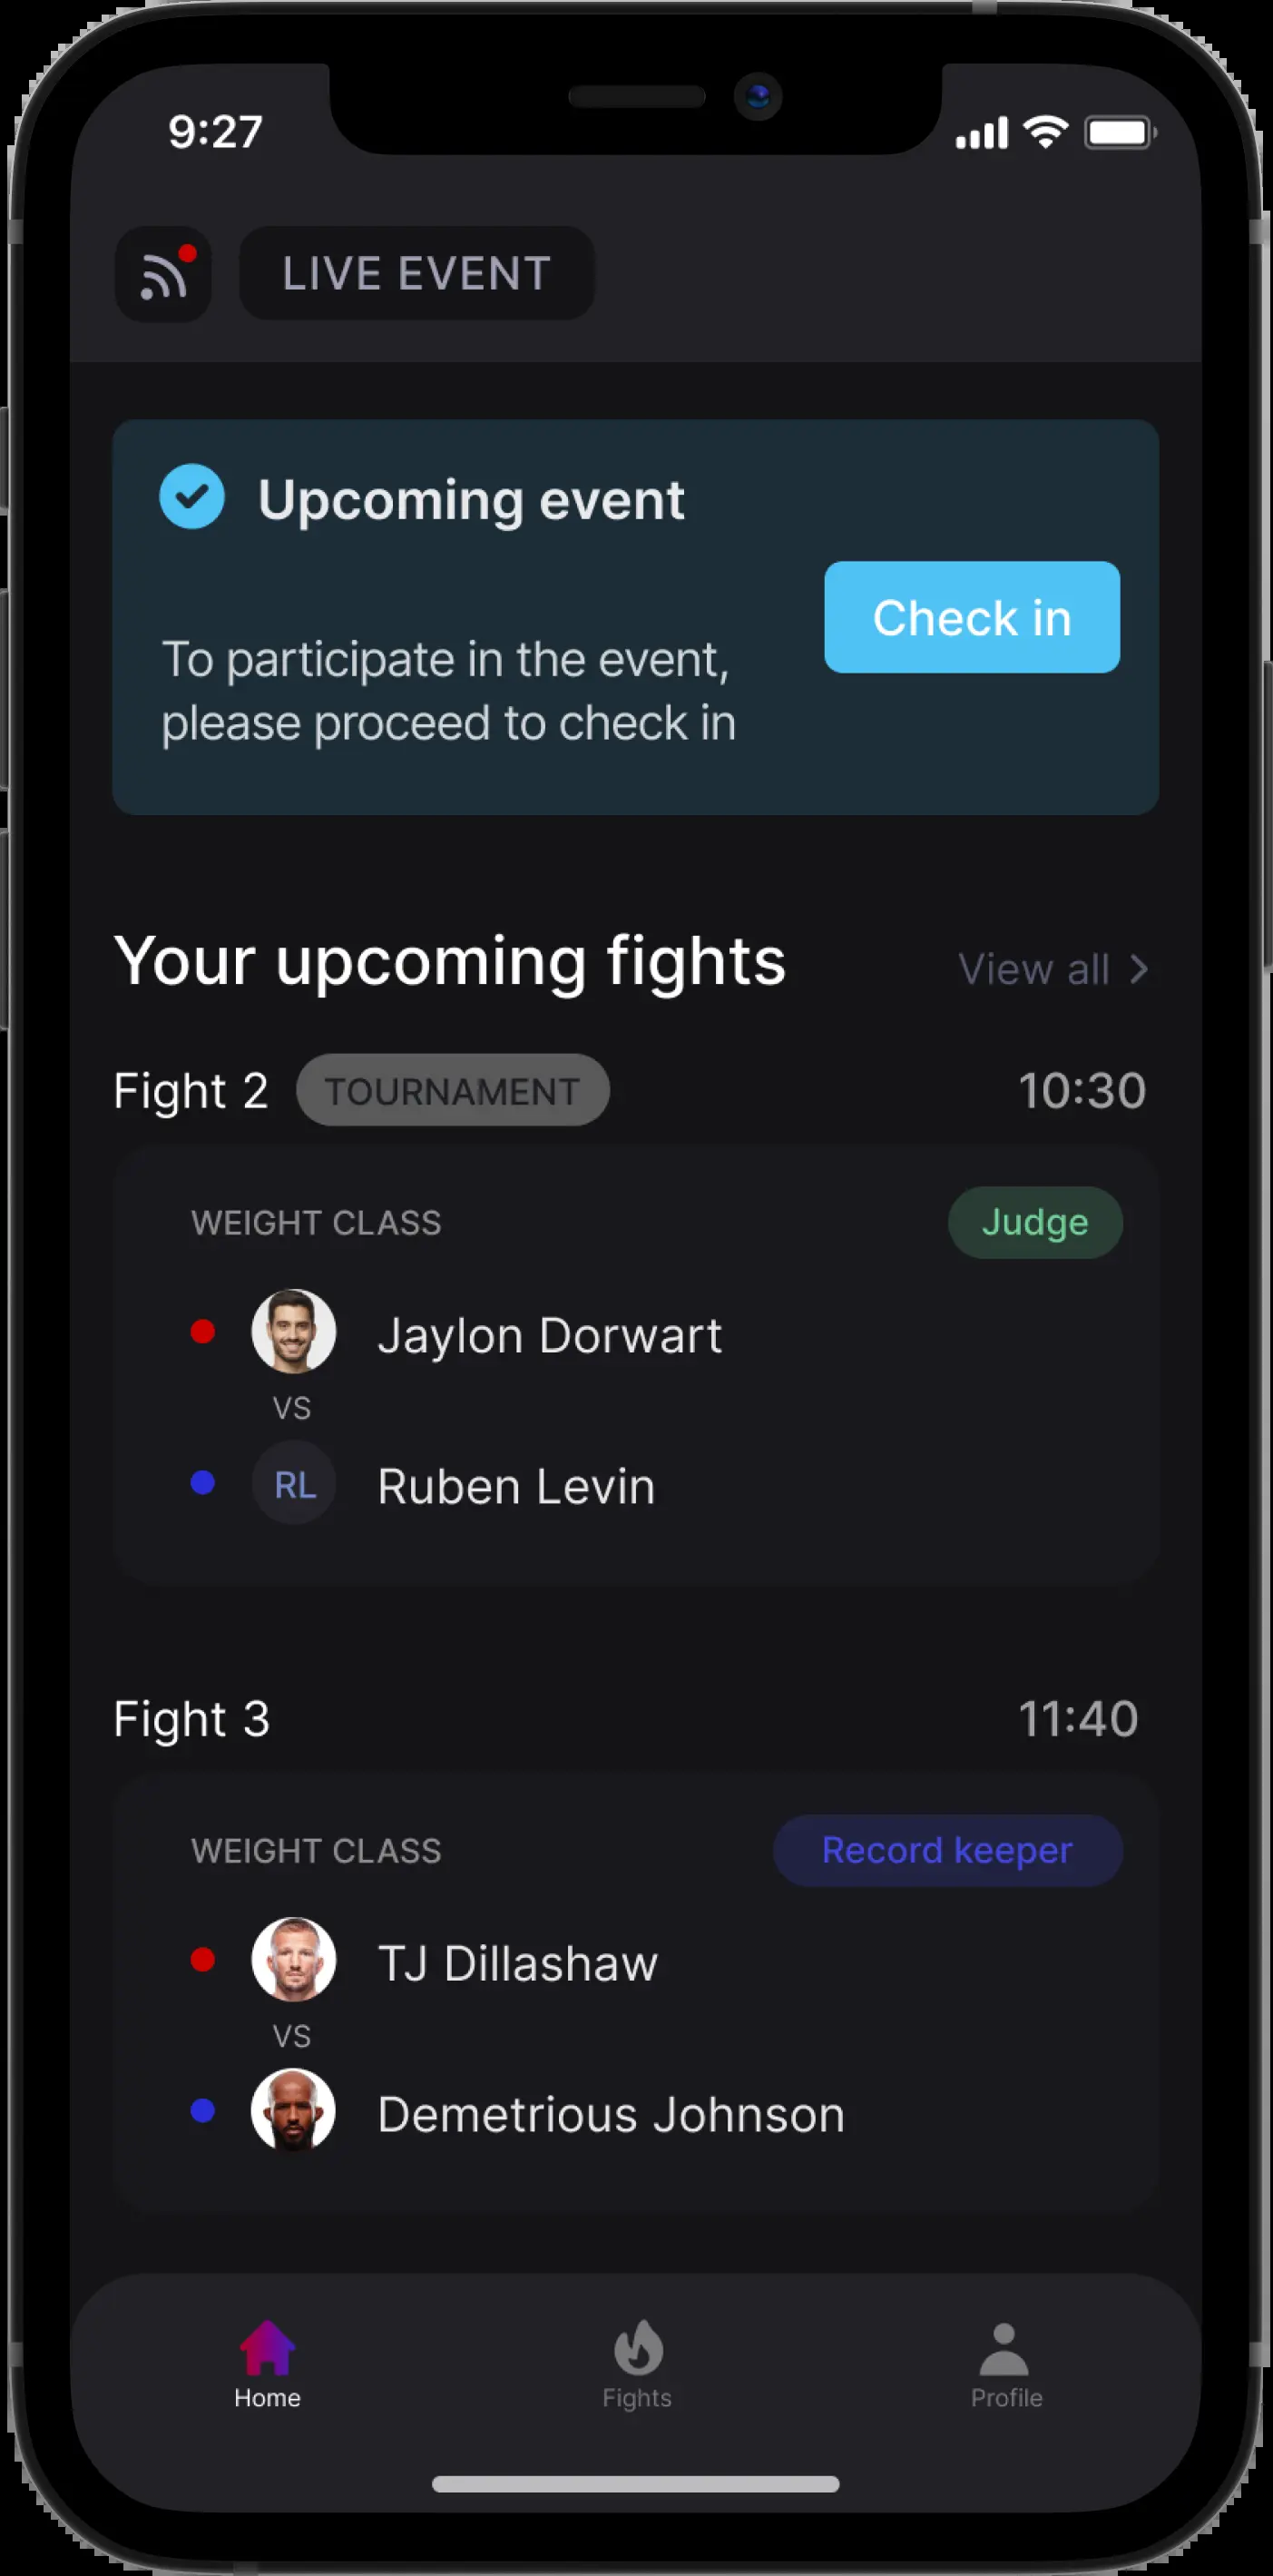 9:27
LIVE EVENT
Upcoming event
Check in
To participate in the event,
please proceed to check in
Your upcoming fights
View all
Fight 2
TOURNAMENT
10:30
WEIGHT CLASS
Judge
Jaylon Dorwart
VS
RL
Ruben Levin
Fight 3
11:40
WEIGHT CLASS
Record keeper
TJ Dillashaw
VS
Demetrious Johnson
Home
Fights
Profile